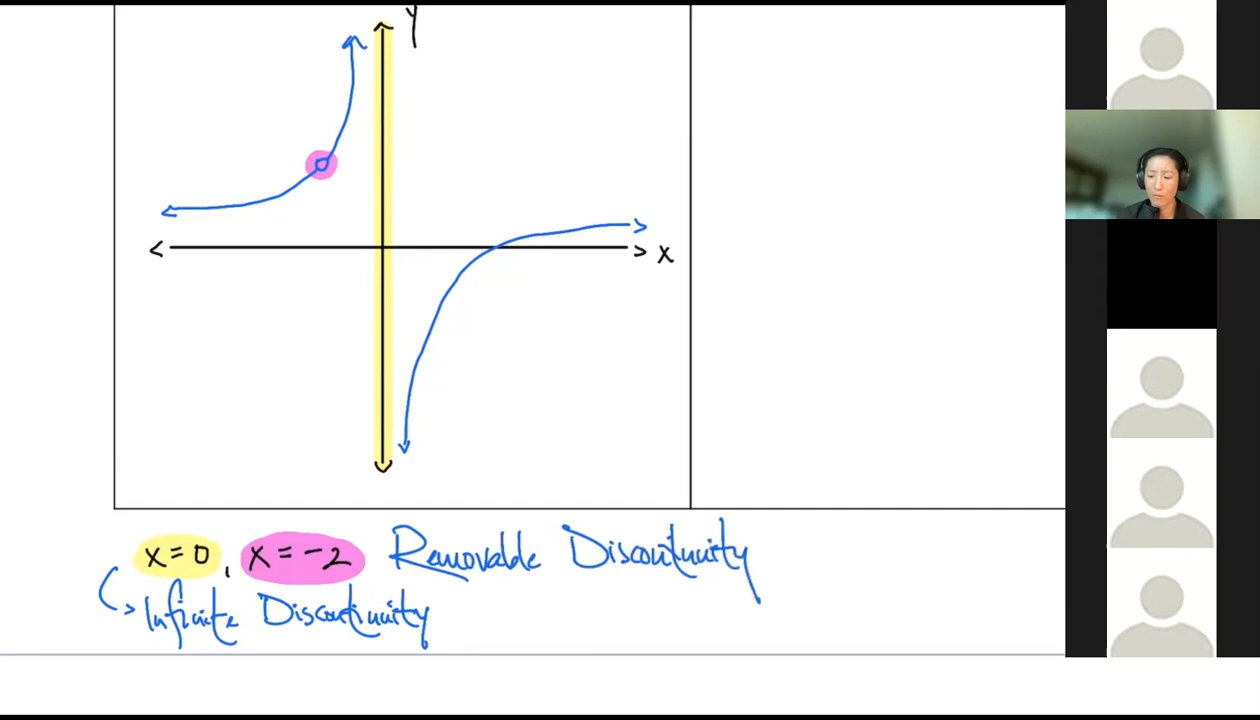 y
x
x = 0, x = -2 Removable Discontinuity
Infinite Discontinuity